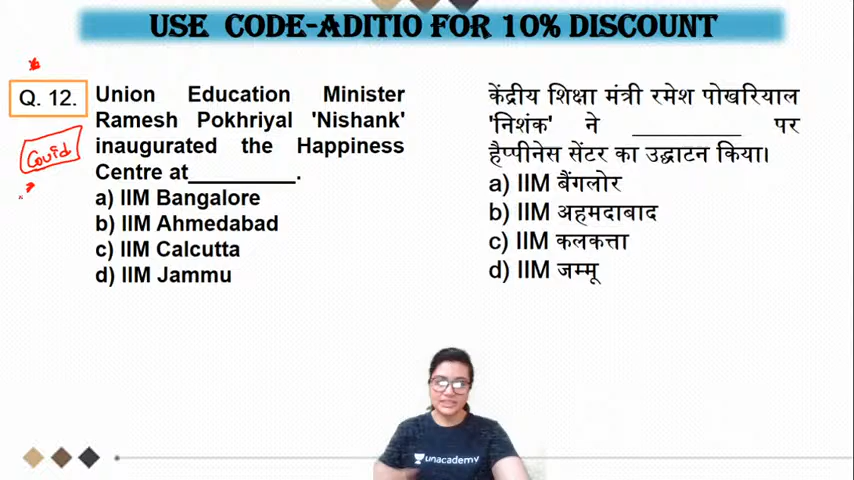 USE CODE-ADITIO FOR 10% DISCOUNT
Q. 12.
Covid
Union Education Minister
Ramesh Pokhriyal 'Nishank'
inaugurated the Happiness
Centre at__________.
a) IIM Bangalore
b) IIM Ahmedabad
c) IIM Calcutta
d) IIM Jammu
केंद्रीय शिक्षा मंत्री रमेश पोखरियाल
'निशंक' ने __________ पर
हैप्पीनेस सेंटर का उद्घाटन किया।
a) IIM बैंगलोर
b) IIM अहमदाबाद
c) IIM कलकत्ता
d) IIM जम्मू
unacademy